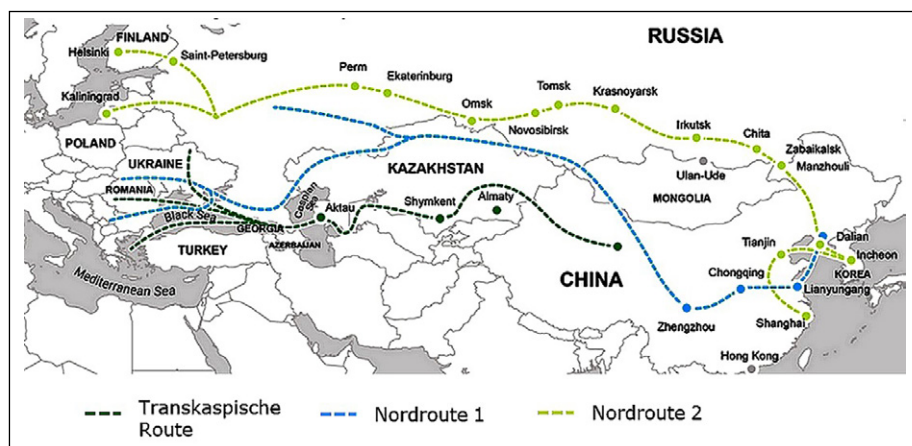 RUSSIA
FINLAND
Helsinki
Saint-Petersburg
Kaliningrad
Perm
Ekaterinburg
Omsk
Tomsk
Novosibirsk
Krasnoyarsk
Irkutsk
Chita
Zabaikalsk
Manzhouli
Ulan-Ude
POLAND
UKRAINE
ROMANIA
KAZAKHSTAN
MONGOLIA
Caspian
Sea
Aktau
Shymkent
Almaty
Black Sea
GEORGIA
AZERBAIJAN
TURKEY
Mediterranean Sea
CHINA
Tianjin
Dalian
Incheon
KOREA
Chongqing
Lianyungang
Zhengzhou
Shanghai
Hong Kong
Transkaspische
Route
Nordroute 1
Nordroute 2